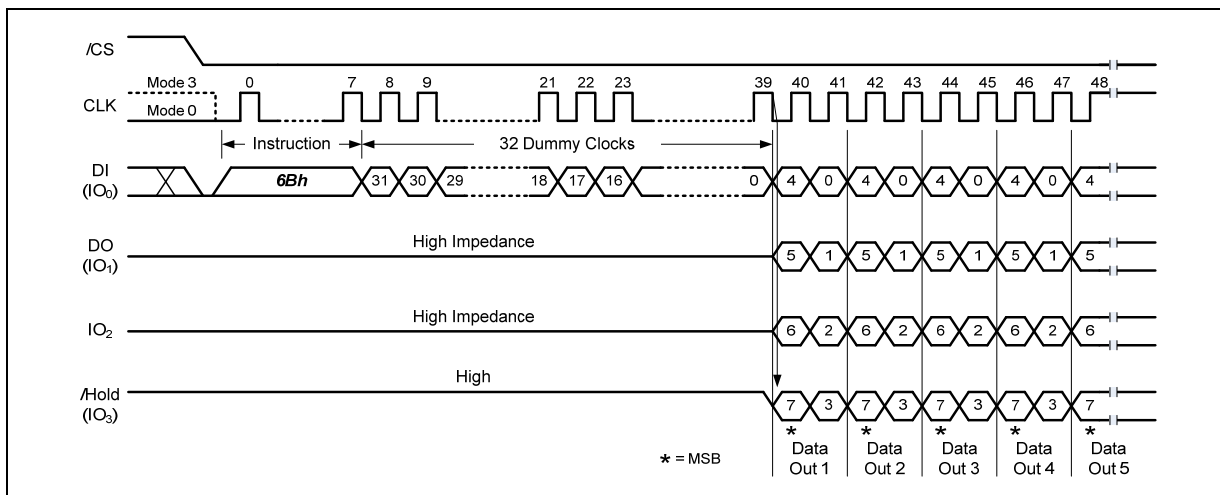 /CS
Mode 3 0 7 8 9 21 22 23 39 40 41 42 43 44 45 46 47 48
CLK Mode 0
Instruction 32 Dummy Clocks
DI (IO0) 6Bh 31 30 29 18 17 16 0 4 0 4 0 4 0 4 0 4
DO (IO1) High Impedance 5 1 5 1 5 1 5 1 5
IO2 High Impedance 6 2 6 2 6 2 6 2 6
/Hold (IO3) High 7 3 7 3 7 3 7 3 7
* * * * *
* = MSB Data Out 1 Data Out 2 Data Out 3 Data Out 4 Data Out 5